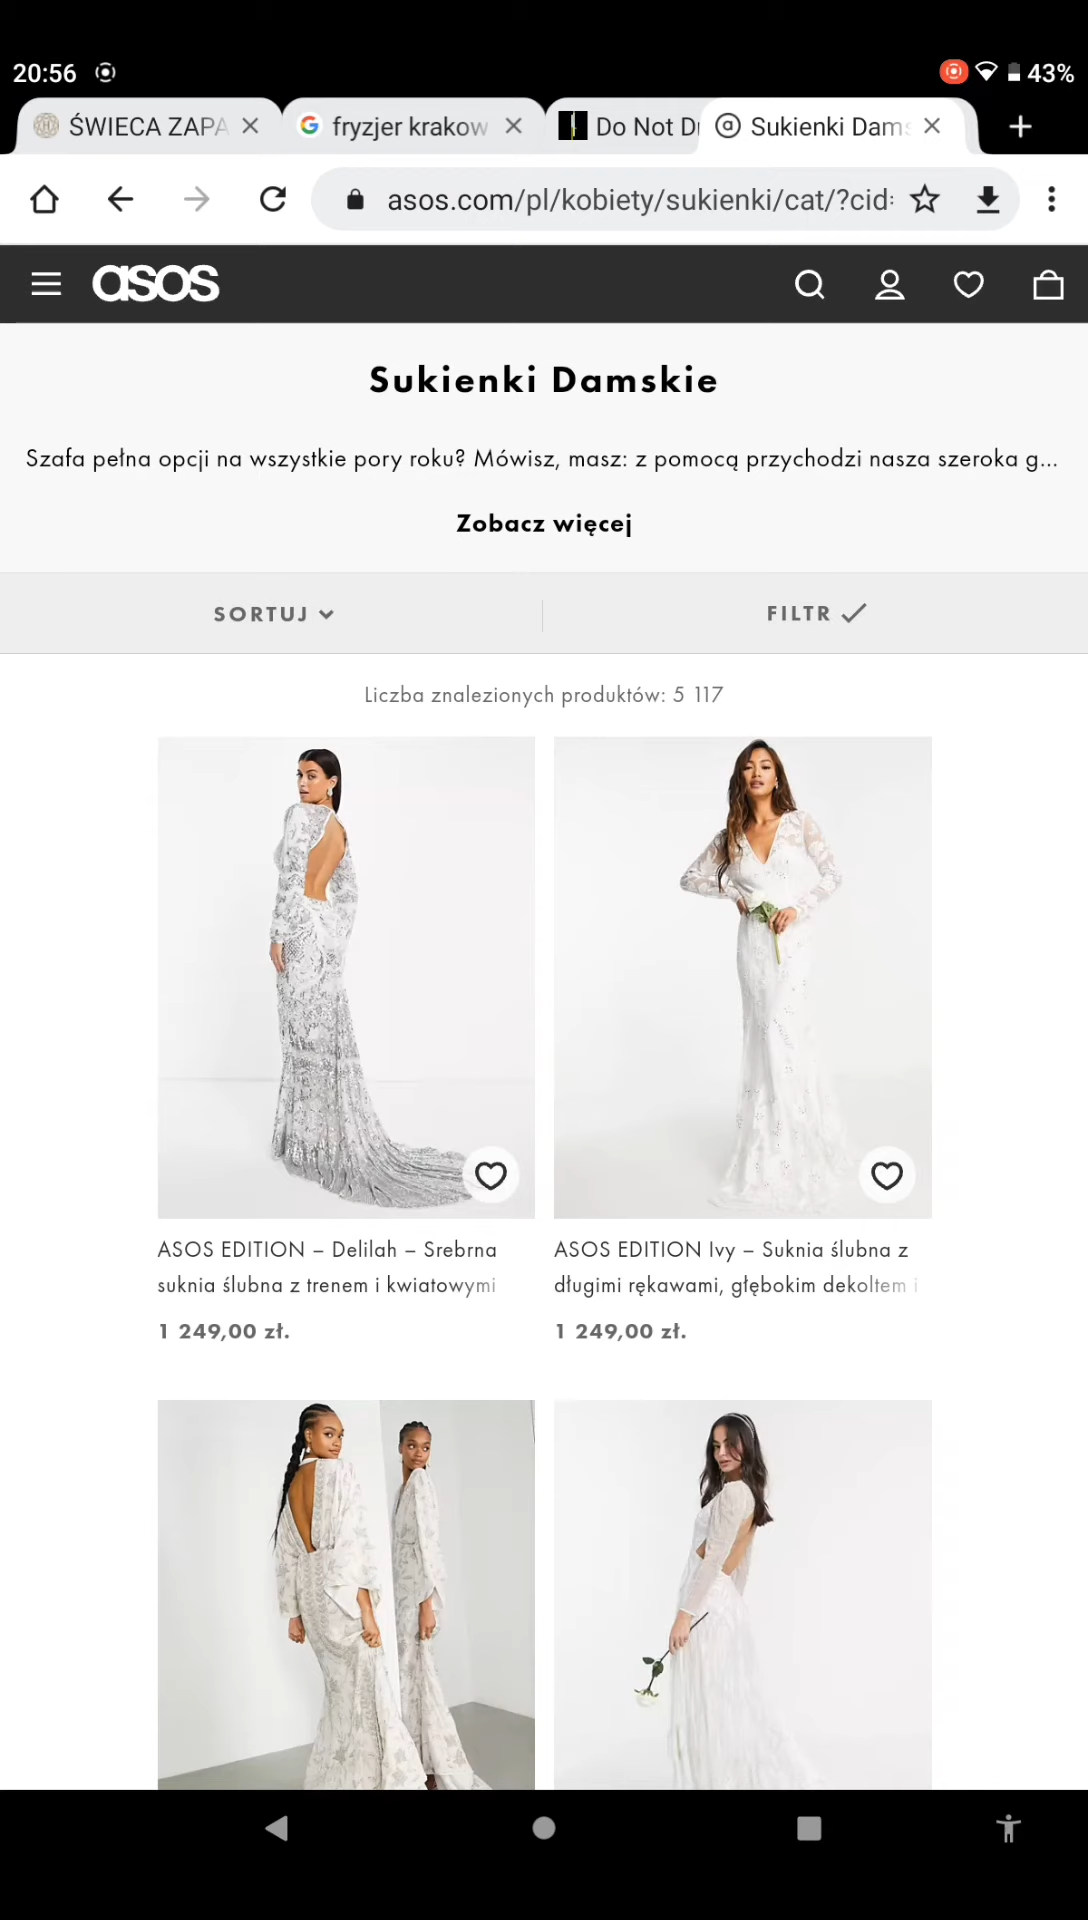 20:56
43%
ŚWIECA ZAPA
fryzjer krakow
Do Not Dr
Sukienki Dams
asos.com/pl/kobiety/sukienki/cat/?cid=
asos
Sukienki Damskie
Szafa pełna opcji na wszystkie pory roku? Mówisz, masz: z pomocą przychodzi nasza szeroka g...
Zobacz więcej
SORTUJ
FILTR
Liczba znalezionych produktów: 5 117
ASOS EDITION – Delilah – Srebrna
suknia ślubna z trenem i kwiatowymi
1 249,00 zł.
ASOS EDITION Ivy – Suknia ślubna z
długimi rękawami, głębokim dekoltem i
1 249,00 zł.